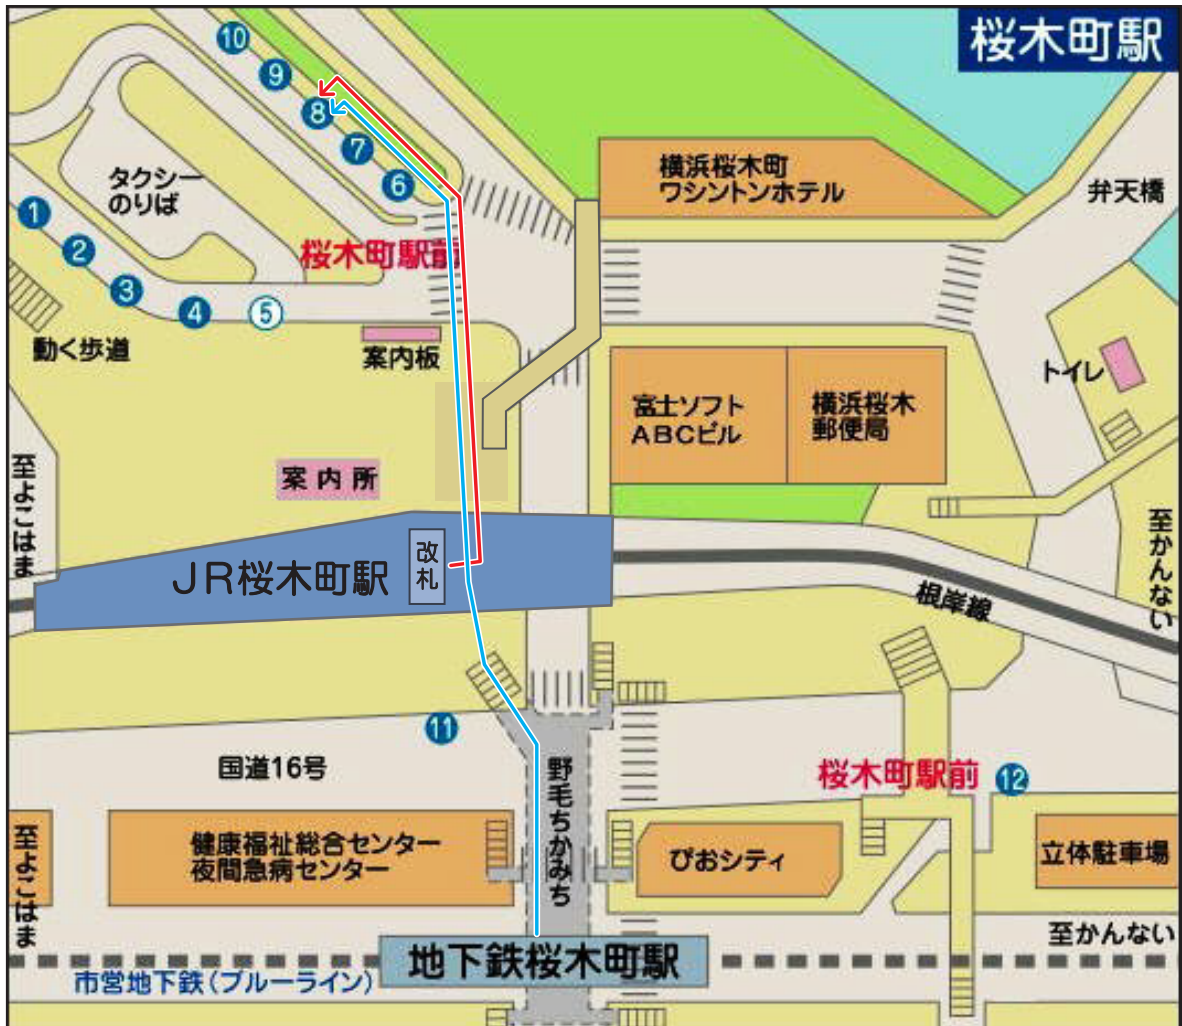 桜木町駅
10
9
8
7
6
タクシー
のりば
1
2
3
4
5
桜木町駅前
横浜桜木町
ワシントンホテル
弁天橋
動く歩道
案内板
トイレ
富士ソフト
ABCビル
横浜桜木
郵便局
案内所
至よこはま
至かんない
JR桜木町駅
改札
根岸線
11
国道16号
野毛ちかみち
桜木町駅前
12
至よこはま
健康福祉総合センター
夜間急病センター
ぴおシティ
立体駐車場
至かんない
地下鉄桜木町駅
市営地下鉄(ブルーライン)